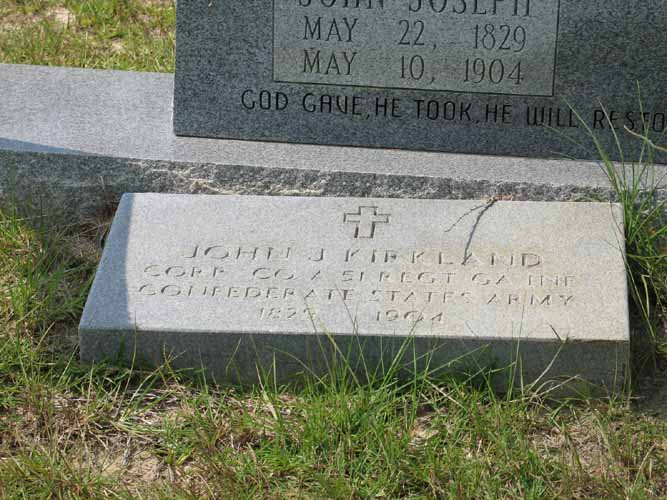 JOHN JOSEPH
MAY 22, 1829
MAY 10, 1904
GOD GAVE, HE TOOK, HE WILL RESTO
JOHN J KIRKLAND
CORP CO A 51 REGT GA INF
CONFEDERATE STATES ARMY
1829 1904